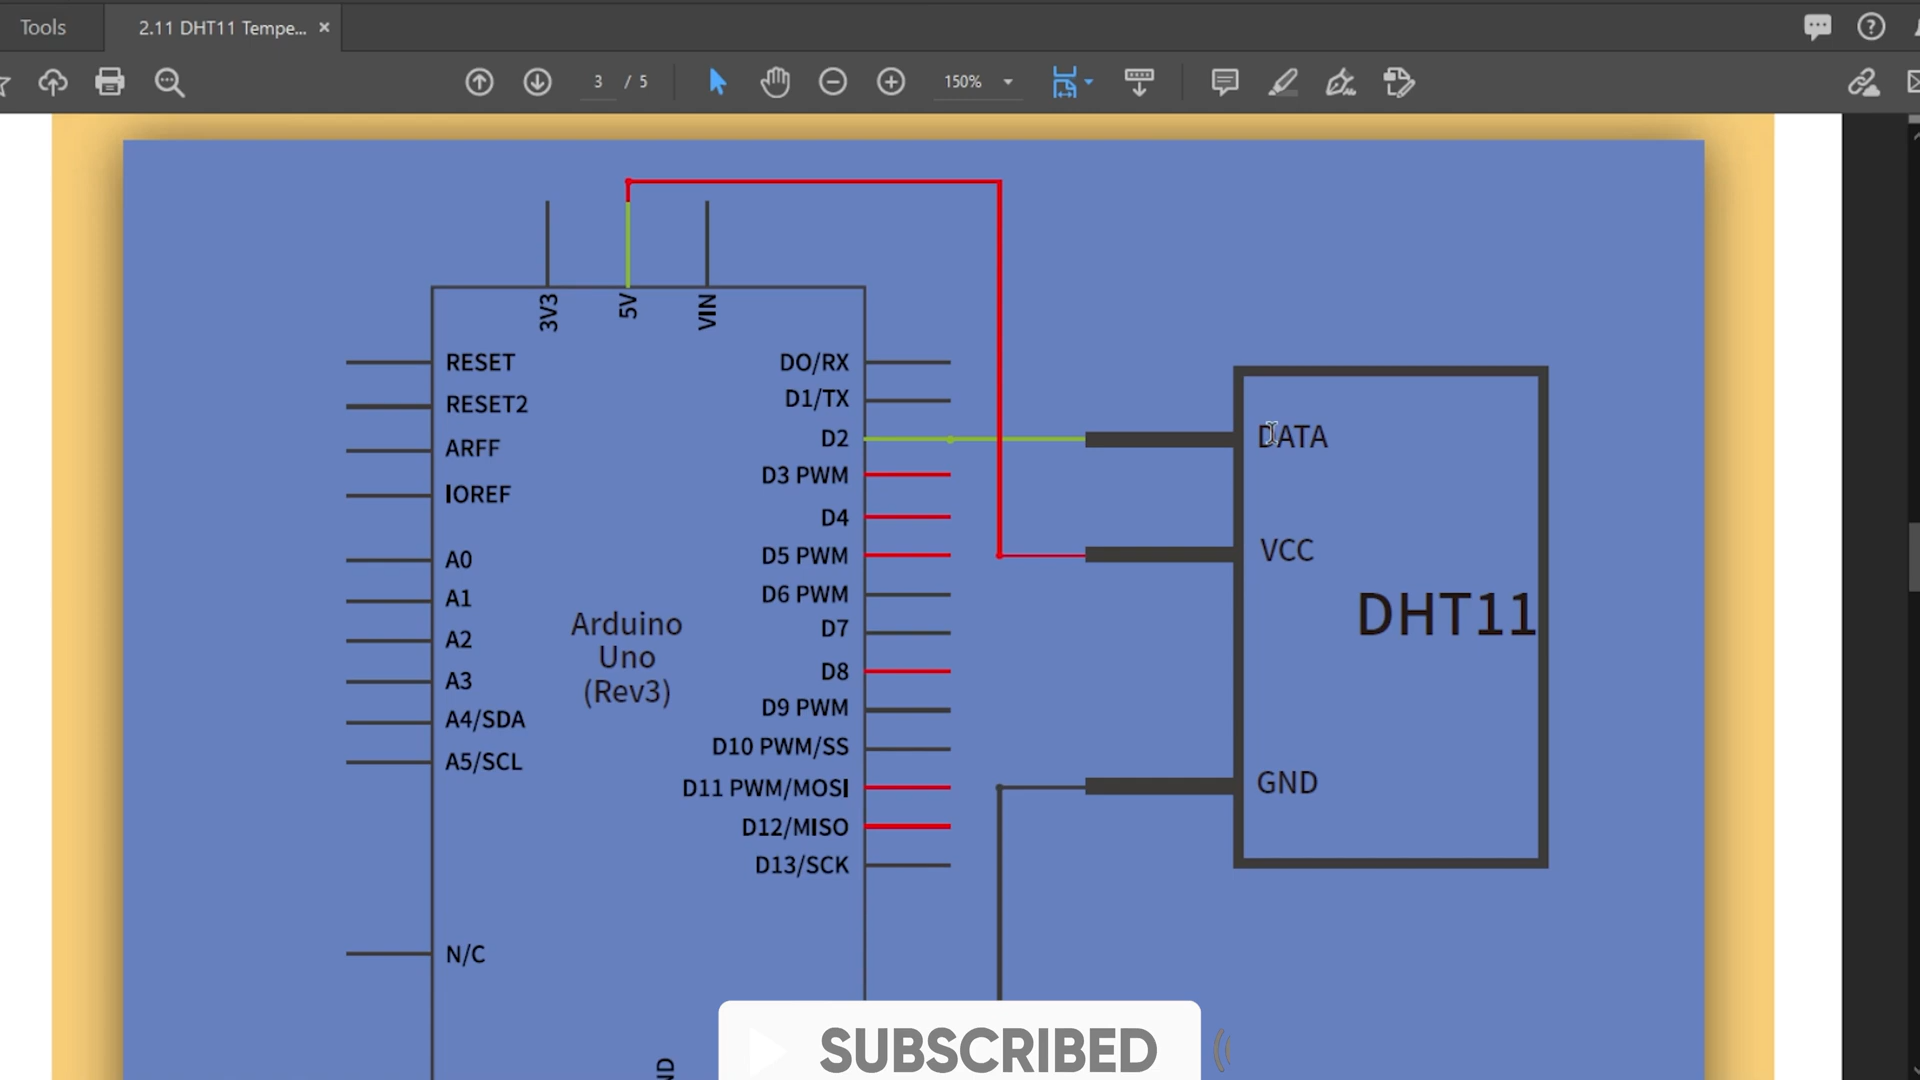 Tools
2.11 DHT11 Tempe...
3 / 5
150%
3V3
5V
VIN
RESET
RESET2
ARFF
IOREF
A0
A1
A2
A3
A4/SDA
A5/SCL
N/C
Arduino
Uno
(Rev3)
DO/RX
D1/TX
D2
D3 PWM
D4
D5 PWM
D6 PWM
D7
D8
D9 PWM
D10 PWM/SS
D11 PWM/MOSI
D12/MISO
D13/SCK
DATA
VCC
DHT11
GND
SUBSCRIBED